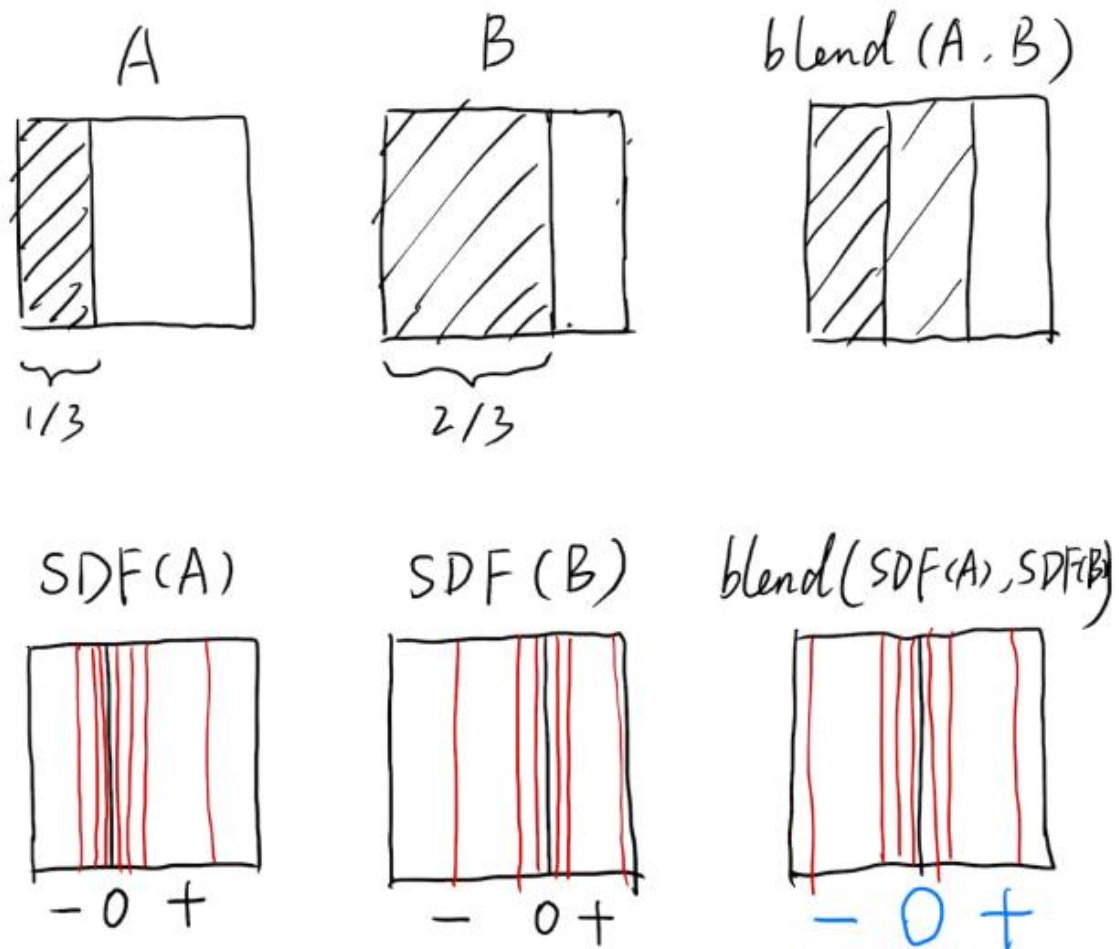 A B blend (A, B)
1/3 2/3
SDF(A) SDF(B) blend(SDF(A), SDF(B))
- 0 + - 0 + - 0 +